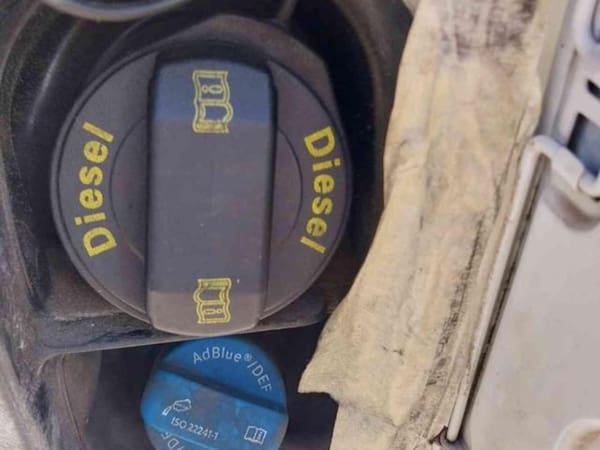 Diesel
Diesel
AdBlue®/DEF
ISO 22241-1